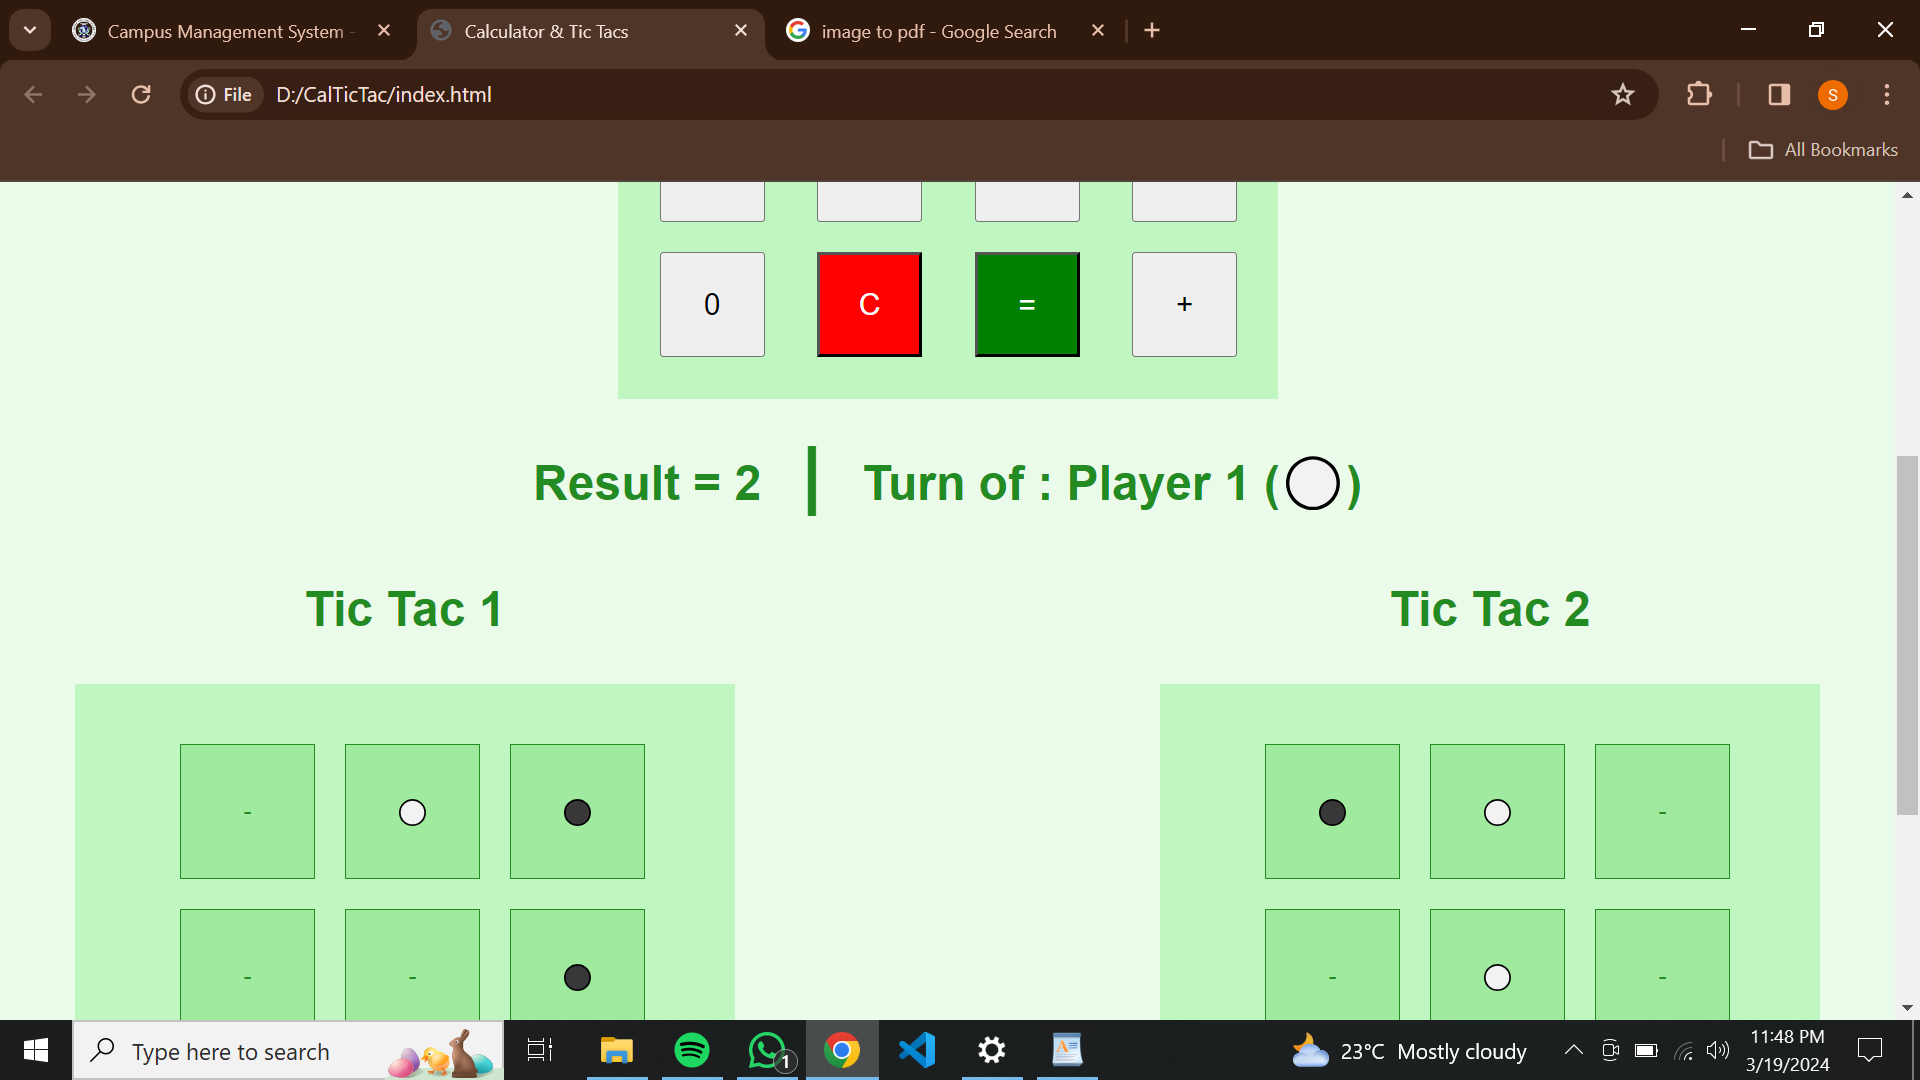 Campus Management System -
Calculator & Tic Tacs
image to pdf - Google Search
File D:/CalTicTac/index.html
S
All Bookmarks
0 C = +
Result = 2 | Turn of : Player 1 ( )
Tic Tac 1 Tic Tac 2
- -
- - - -
Type here to search
1
23°C Mostly cloudy
11:48 PM
3/19/2024